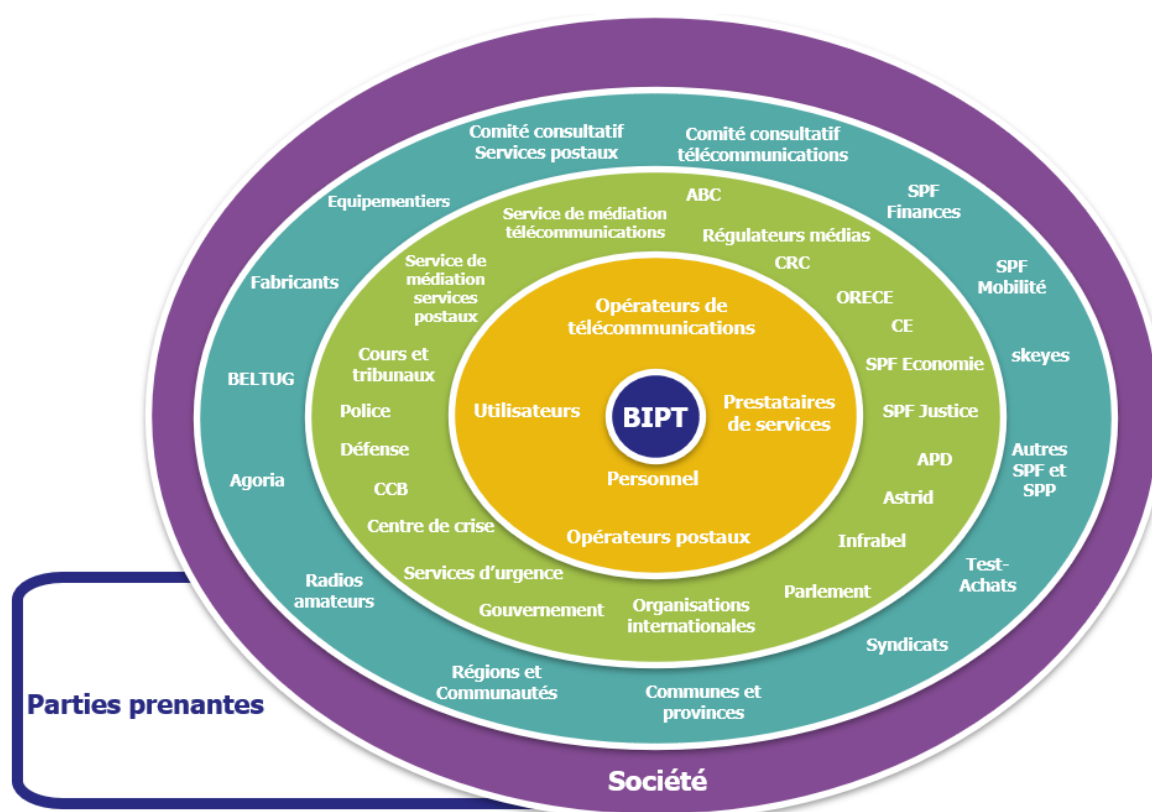 Comité consultatif
Services postaux
Comité consultatif
télécommunications
SPF
Finances
SPF
Mobilité
skeyes
Autres
SPF et
SPP
Test-
Achats
Syndicats
Communes et
provinces
Régions et
Communautés
Radios
amateurs
Agoria
BELTUG
Fabricants
Equipementiers
ABC
Régulateurs médias
CRC
ORECE
CE
SPF Economie
SPF Justice
APD
Astrid
Infrabel
Parlement
Organisations
internationales
Gouvernement
Services d’urgence
Centre de crise
CCB
Défense
Police
Cours et
tribunaux
Service de
médiation
services
postaux
Service de médiation
télécommunications
Opérateurs de
télécommunications
Utilisateurs
BIPT
Prestataires
de services
Personnel
Opérateurs postaux
Parties prenantes
Société